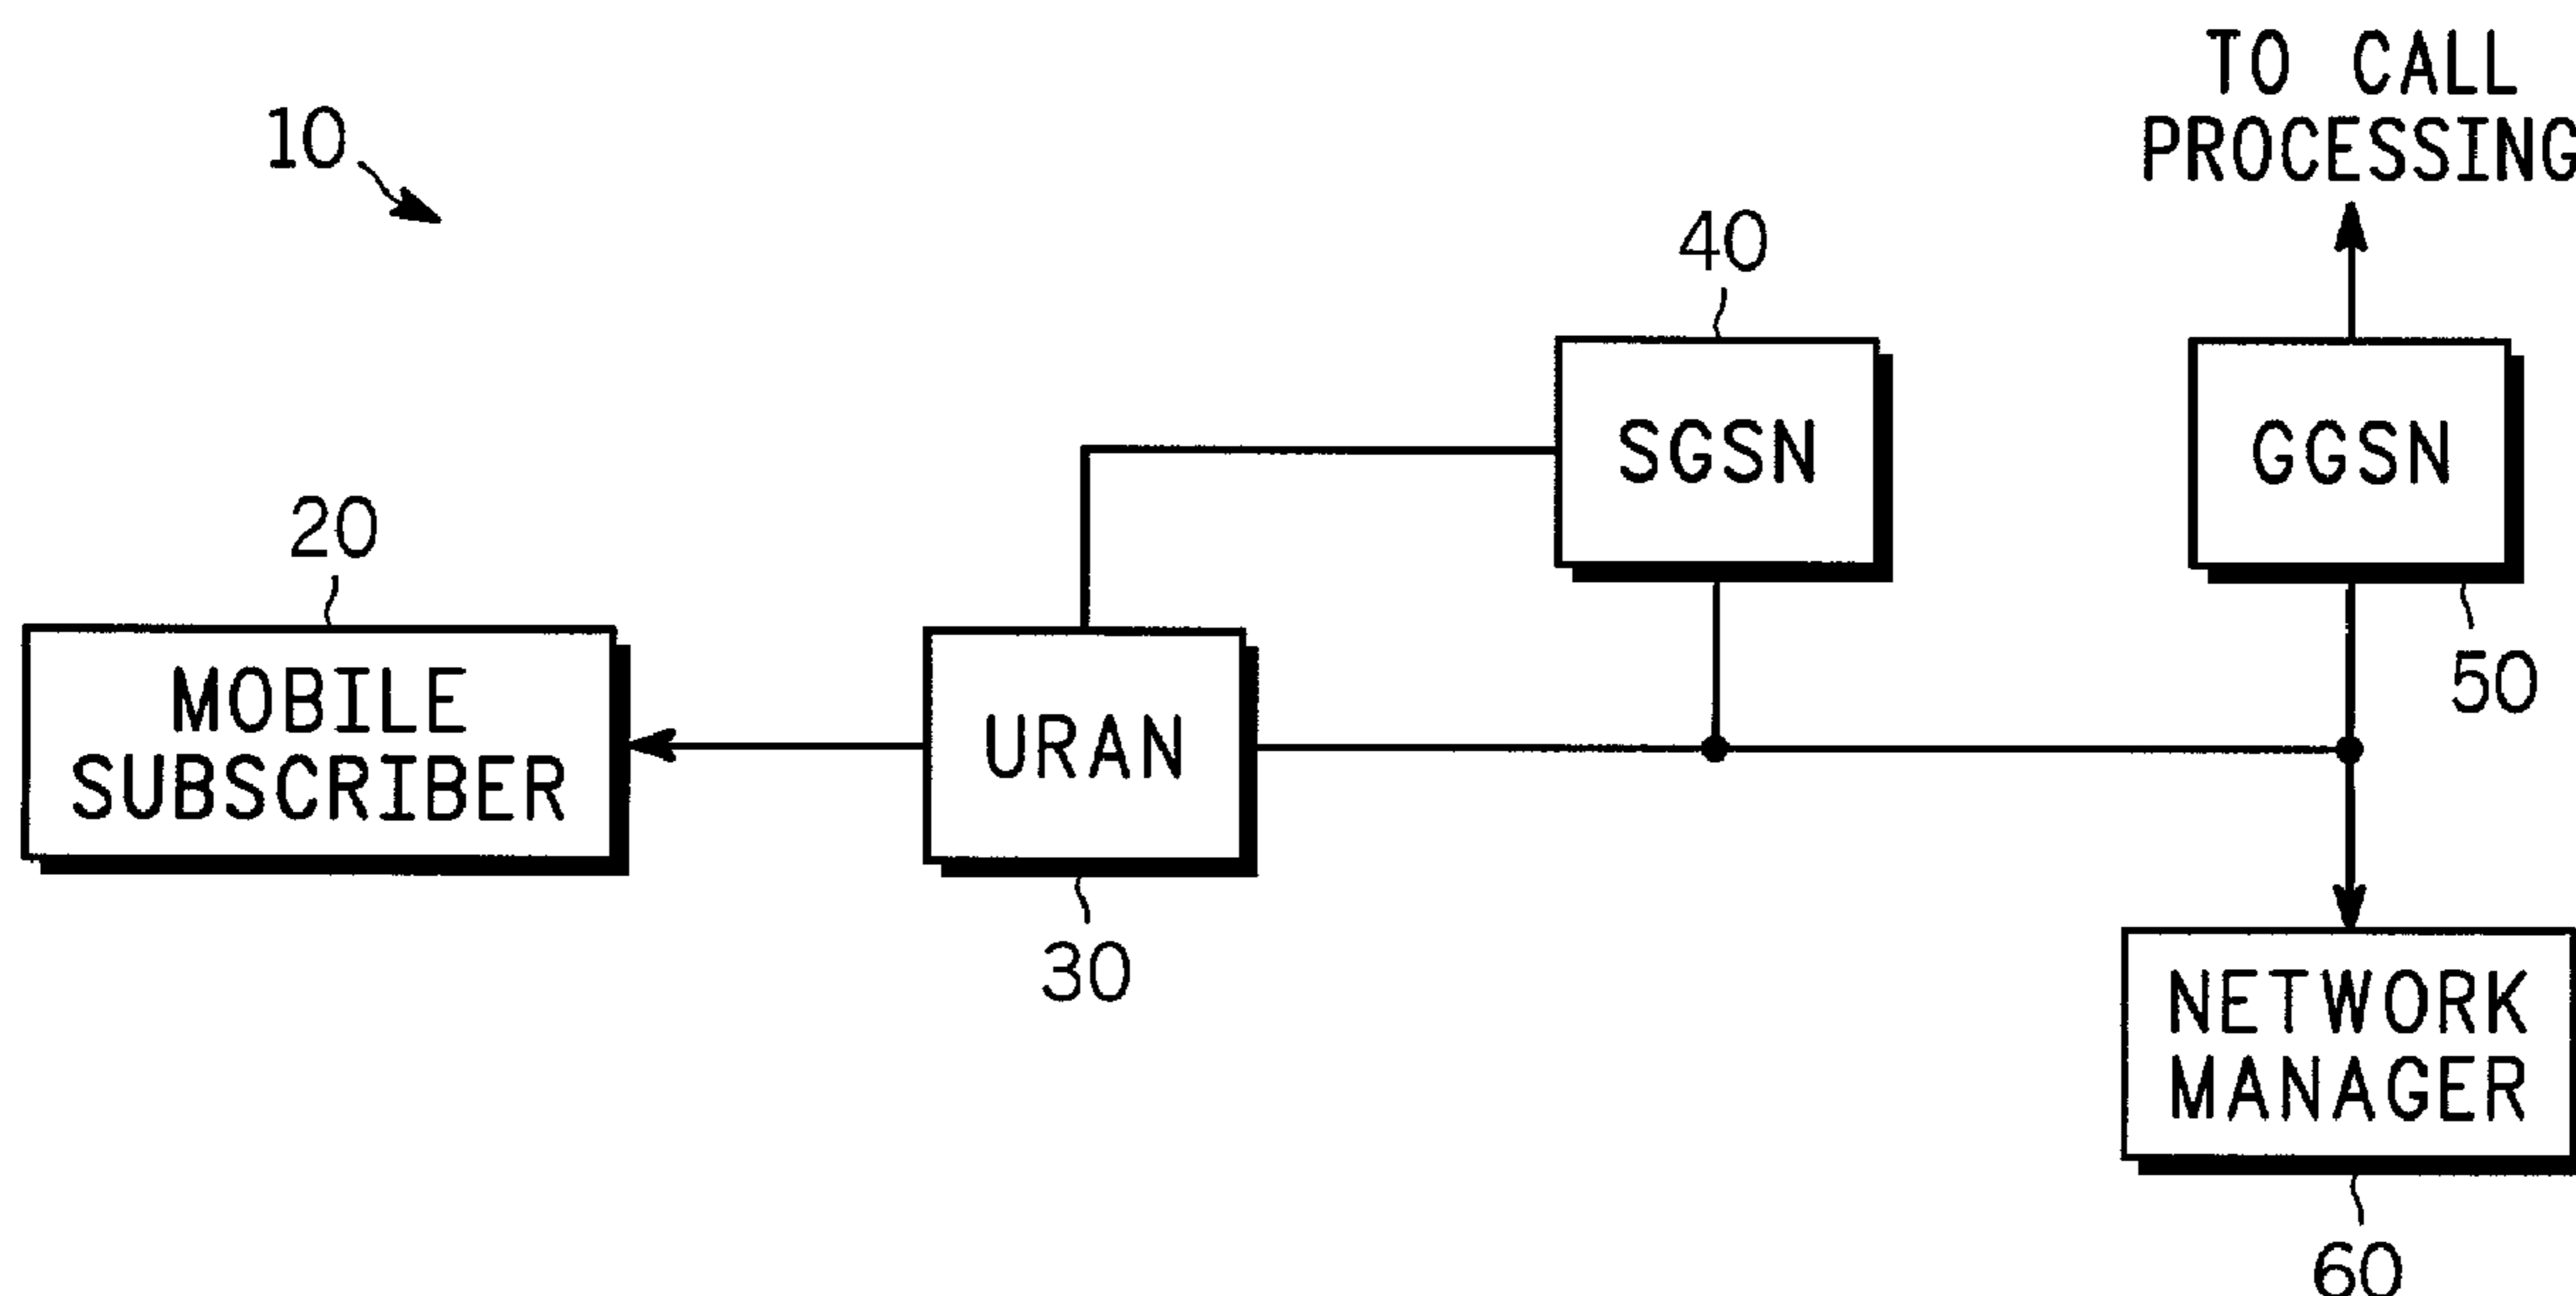 TO CALL
PROCESSING
10
40
SGSN
GGSN
20
50
MOBILE
SUBSCRIBER
URAN
30
NETWORK
MANAGER
60